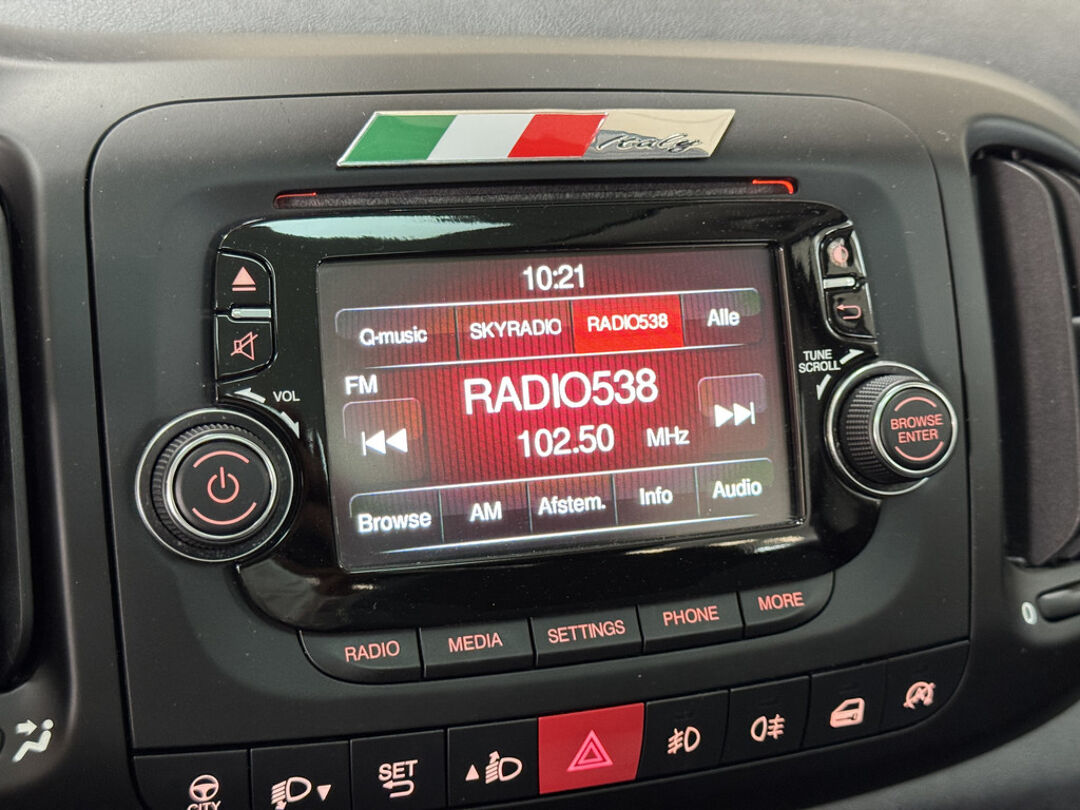 Italy
10:21
Q-music SKYRADIO RADIO538 Alle
FM
RADIO538
102.50 MHz
Browse AM Afstem. Info Audio
VOL
TUNE
SCROLL
BROWSE
ENTER
RADIO MEDIA SETTINGS PHONE MORE
SET
CITY
0